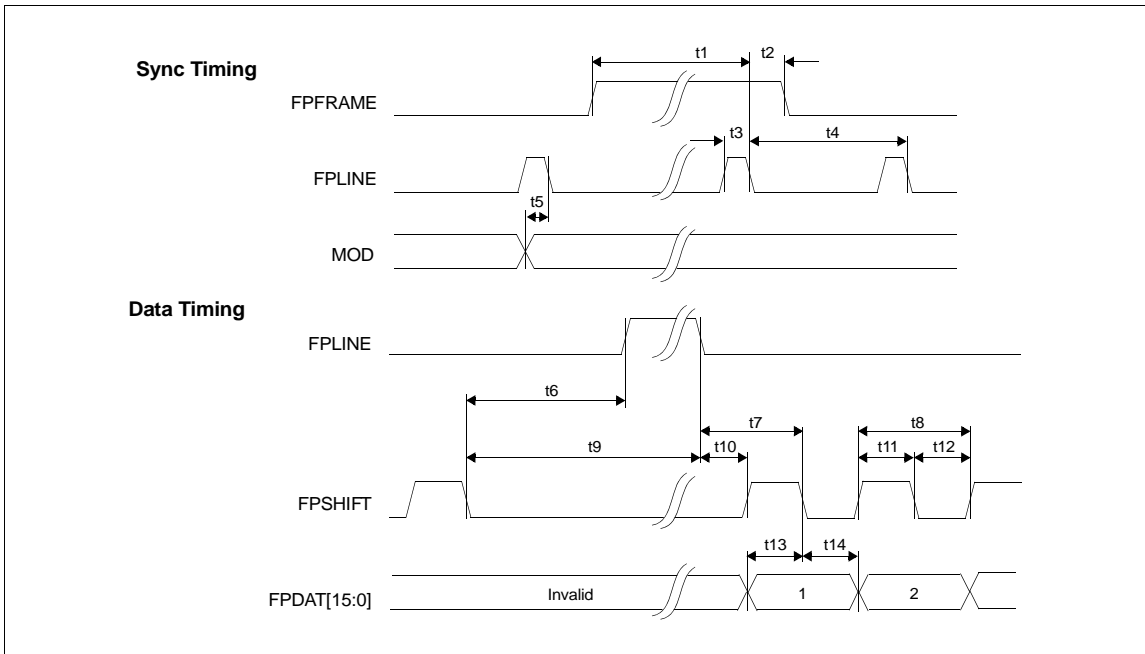 Sync Timing
t1 t2
FPFRAME
t3 t4
FPLINE
t5
MOD
Data Timing
FPLINE
t6
t7 t8
t9 t10 t11 t12
FPSHIFT
t13 t14
FPDAT[15:0] Invalid 1 2